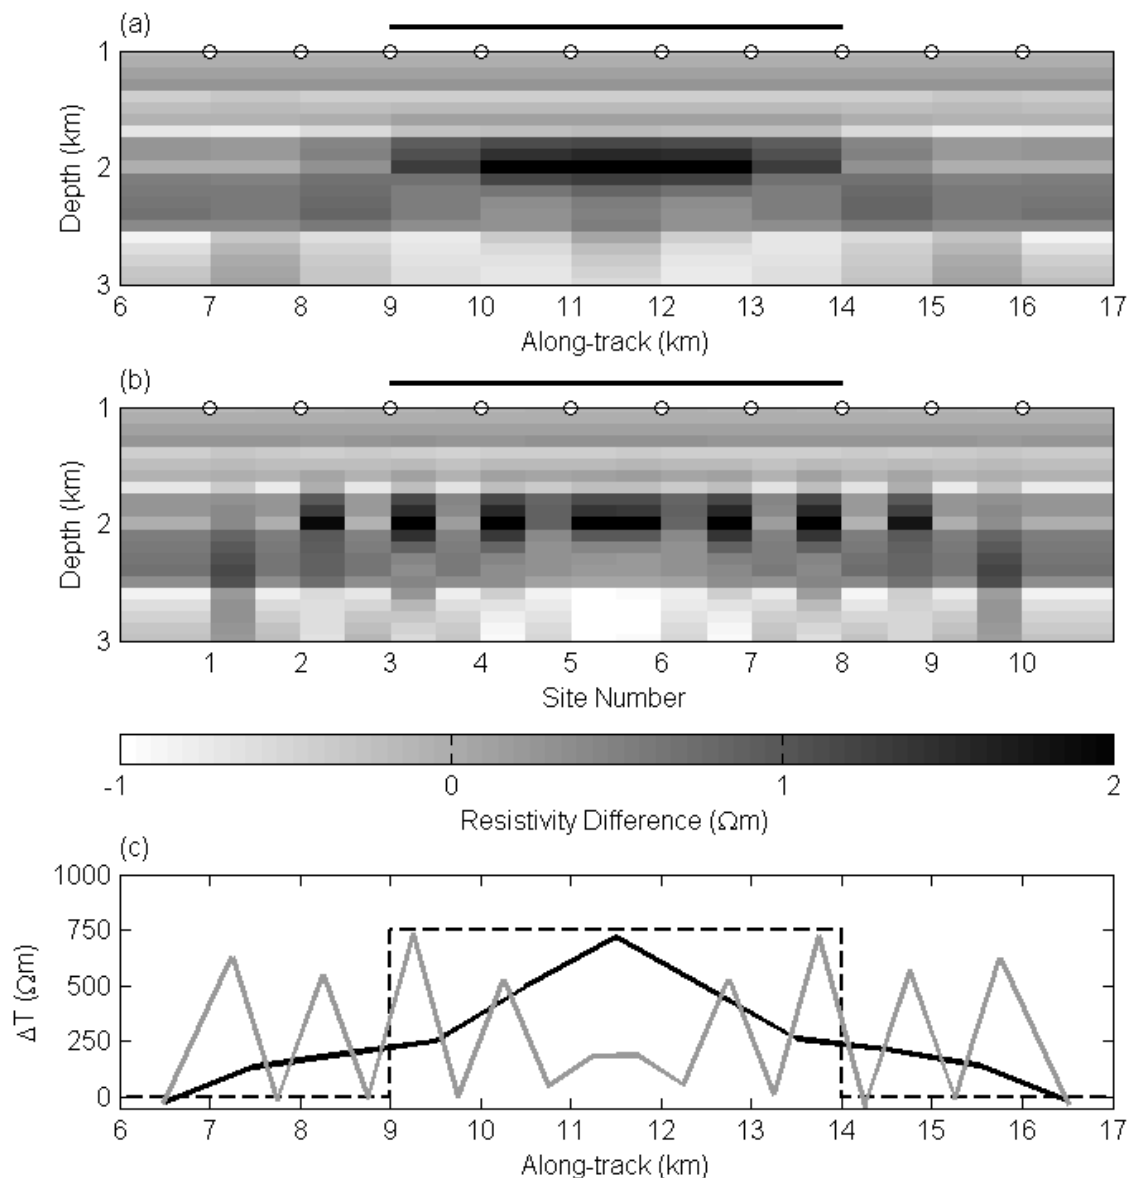 (a)
1
2
3
Depth (km)
6 7 8 9 10 11 12 13 14 15 16 17
Along-track (km)
(b)
1
2
3
Depth (km)
1 2 3 4 5 6 7 8 9 10
Site Number
-1 0 1 2
Resistivity Difference (Ωm)
(c)
1000
750
500
250
0
ΔT (Ωm)
6 7 8 9 10 11 12 13 14 15 16 17
Along-track (km)